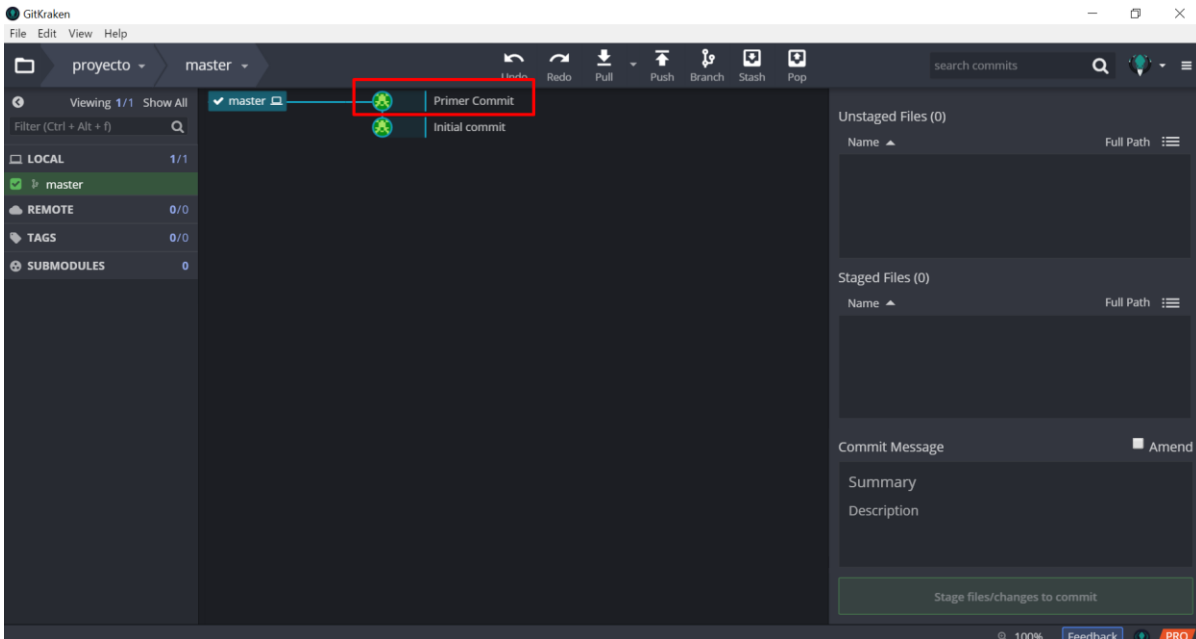 GitKraken
File Edit View Help
proyecto master Undo Redo Pull Push Branch Stash Pop search commits
Viewing 1/1 Show All
Filter (Ctrl + Alt + f)
LOCAL 1/1
master
REMOTE 0/0
TAGS 0/0
SUBMODULES 0
master Primer Commit
Initial commit
Unstaged Files (0)
Name Full Path
Staged Files (0)
Name Full Path
Commit Message Amend
Summary
Description
Stage files/changes to commit
100% Feedback PRO